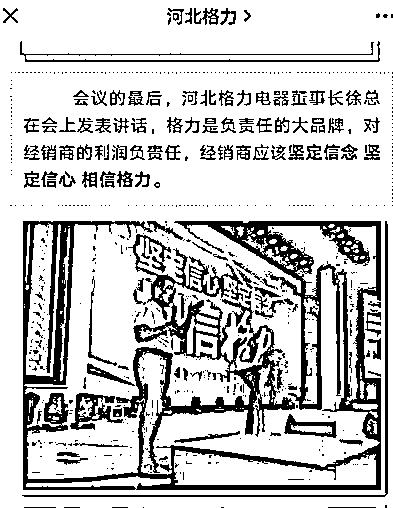 河北格力
会议的最后，河北格力电器董事长徐总
在会上发表讲话，格力是负责任的大品牌，对
经销商的利润负责任，经销商应该坚定信念 坚
定信心 相信格力。
坚定信心 坚定
信格力